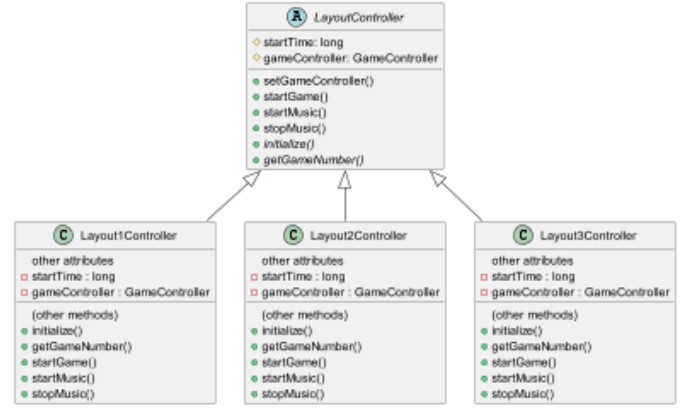 A LayoutController
startTime: long
gameController: GameController
setGameController()
startGame()
startMusic()
stopMusic()
initialize()
getGameNumber()
C Layout1Controller
other attributes
startTime : long
gameController : GameController
(other methods)
initialize()
getGameNumber()
startGame()
startMusic()
stopMusic()
C Layout2Controller
other attributes
startTime : long
gameController : GameController
(other methods)
initialize()
getGameNumber()
startGame()
startMusic()
stopMusic()
C Layout3Controller
other attributes
startTime : long
gameController : GameController
(other methods)
initialize()
getGameNumber()
startGame()
startMusic()
stopMusic()